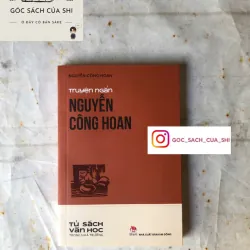 GÓC SÁCH CỦA SHI
Ở ĐÂY CÓ BÁN SÁCH
NGUYỄN CÔNG HOAN
Truyện ngắn
NGUYỄN
CÔNG HOAN
GOC_SACH_CUA_SHI_
TỦ SÁCH
VĂN HỌC